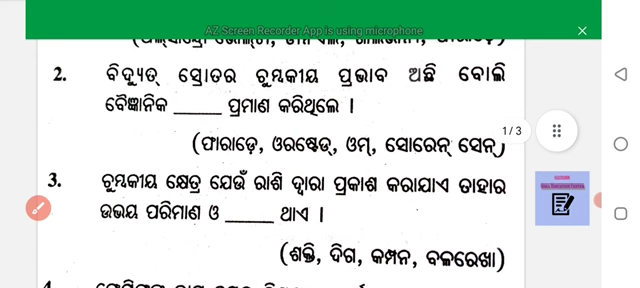 AZ Screen Recorder App is using microphone
2. ବିଦ୍ୟୁତ୍ ସ୍ରୋତର ଚୁମ୍ବକୀୟ ପ୍ରଭାବ ଅଛି ବୋଲି
ବୈଜ୍ଞାନିକ _____ ପ୍ରମାଣ କରିଥିଲେ ।
(ଫାରାଡ଼େ, ଓରଷ୍ଟେଡ୍, ଓମ୍, ସୋରେନ୍ ସେନ୍)
1/3
3. ଚୁମ୍ବକୀୟ କ୍ଷେତ୍ର ଯେଉଁ ରାଶି ଦ୍ୱାରା ପ୍ରକାଶ କରାଯାଏ ତାହାର
ଉଭୟ ପରିମାଣ ଓ _____ ଥାଏ ।
(ଶକ୍ତି, ଦିଗ, କମ୍ପନ, ବଳରେଖା)